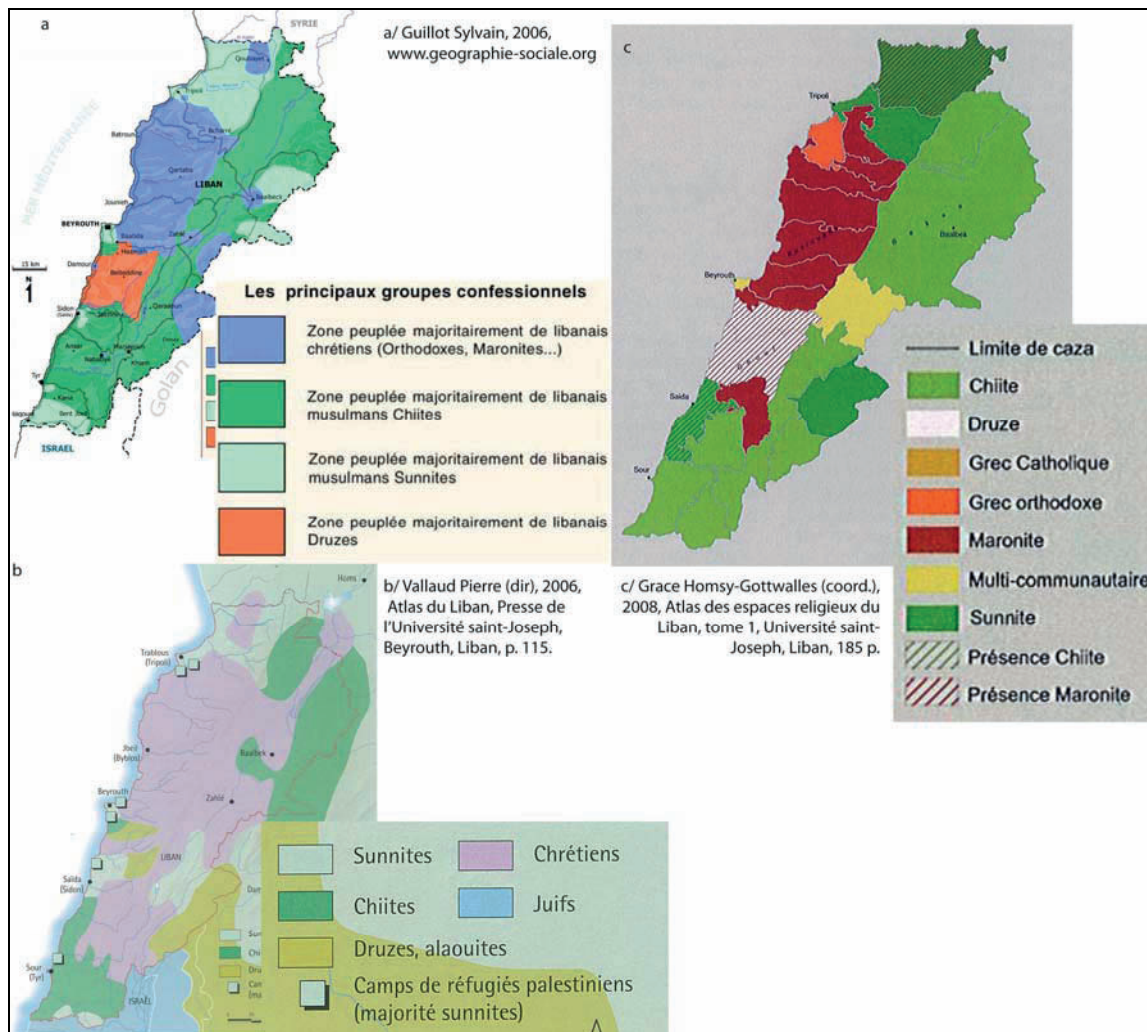 a
a/ Guillot Sylvain, 2006,
www.geographie-sociale.org
SYRIE
Tripoli
Batroun
MER MÉDITERRANÉE
LIBAN
Jounieh
Baalbeck
BEYROUTH
Zahlé
Damour
15 km
N
Sidon
Tyr
Golan
ISRAEL
Les principaux groupes confessionnels
Zone peuplée majoritairement de libanais
chrétiens (Orthodoxes, Maronites...)
Zone peuplée majoritairement de libanais
musulmans Chiites
Zone peuplée majoritairement de libanais
musulmans Sunnites
Zone peuplée majoritairement de libanais
Druzes
c
Tripoli
Baalbek
Beyrouth
Saida
Sour
Limite de caza
Chiite
Druze
Grec Catholique
Grec orthodoxe
Maronite
Multi-communautaire
Sunnite
Présence Chiite
Présence Maronite
c/ Grace Homsy-Gottwalles (coord.),
2008, Atlas des espaces religieux du
Liban, tome 1, Université saint-
Joseph, Liban, 185 p.
b
b/ Vallaud Pierre (dir), 2006,
Atlas du Liban, Presse de
l'Université saint-Joseph,
Beyrouth, Liban, p. 115.
Homs
Trablous
(Tripoli)
(Byblos)
Baalbek
Beyrouth
Zahlé
LIBAN
Saïda
(Sidon)
Sour
(Tyr)
ISRAËL
Sunnites
Chrétiens
Chiites
Juifs
Druzes, alaouites
Camps de réfugiés palestiniens
(majorité sunnites)